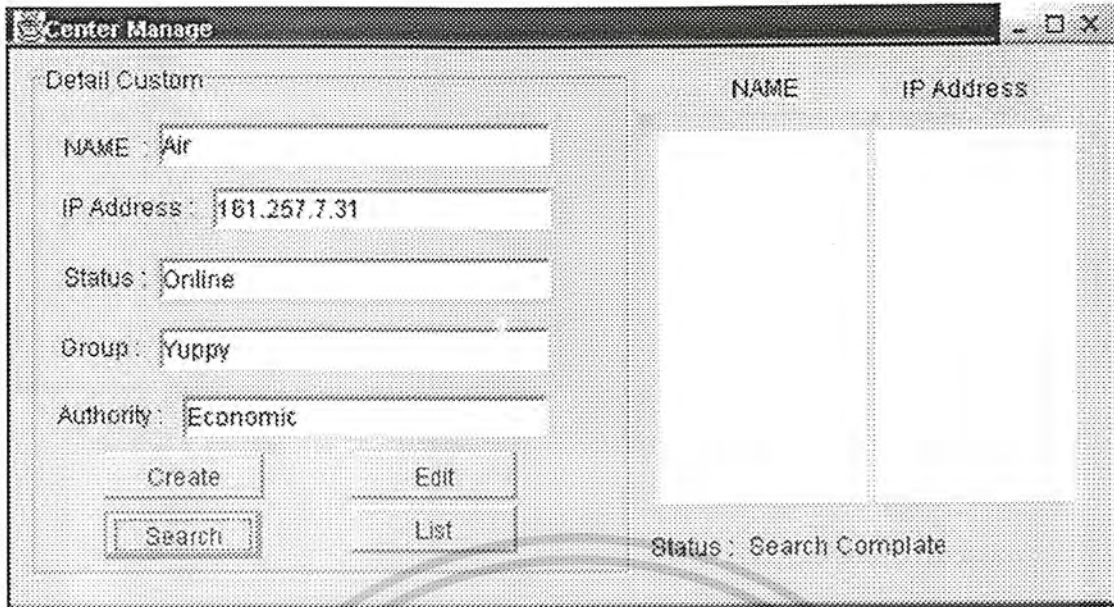 Center Manage
Detail Custom
NAME : Air
IP Address : 161.267.7.31
Status : Online
Group : Yuppy
Authority : Economic
Create Edit
Search List
NAME IP Address
Status : Search Complate